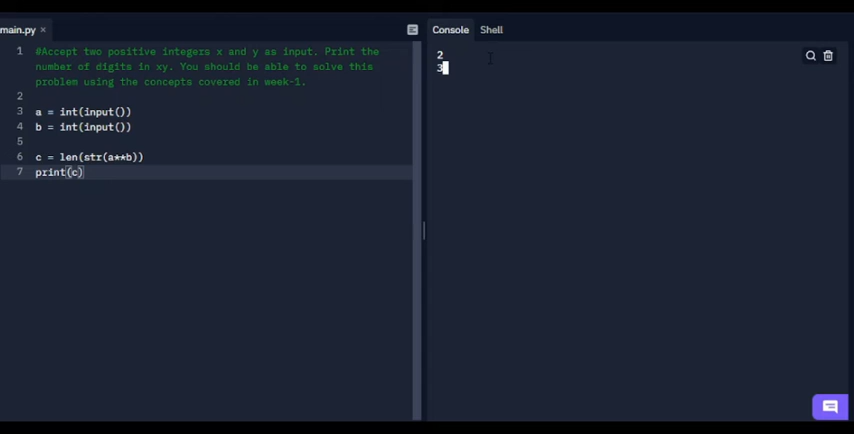 main.py ×
1 #Accept two positive integers x and y as input. Print the
number of digits in xy. You should be able to solve this
problem using the concepts covered in week-1.
2
3 a = int(input())
4 b = int(input())
5
6 c = len(str(a**b))
7 print(c)
Console Shell
2
3